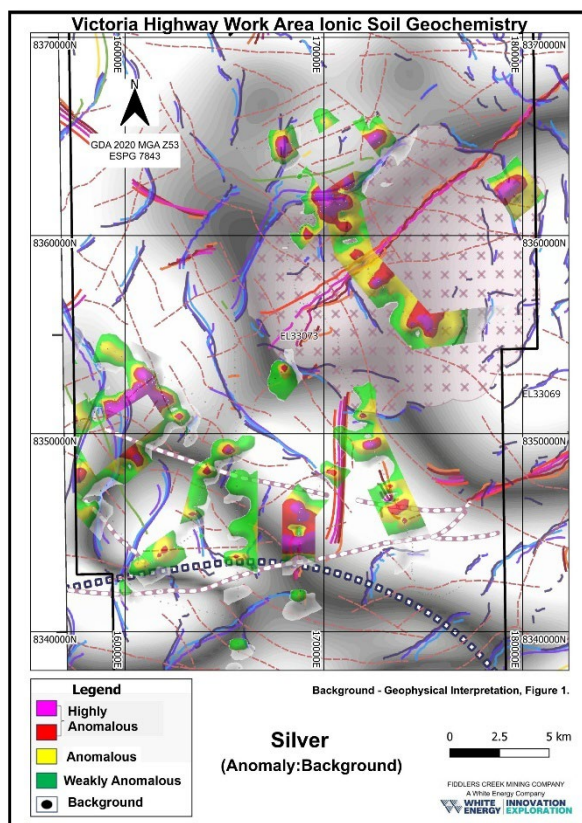 Victoria Highway Work Area Ionic Soil Geochemistry
8370000N
160000E
170000E
180000E
8370000N
N
GDA 2020 MGA Z53
ESPG 7843
8360000N
8360000N
EL33073
EL33069
8350000N
8350000N
8340000N
8340000N
160000E
170000E
180000E
Legend
Highly
Anomalous
Anomalous
Weakly Anomalous
Background
Background - Geophysical Interpretation, Figure 1.
Silver
(Anomaly:Background)
0 2.5 5 km
FIDDLERS CREEK MINING COMPANY
A White Energy Company
WHITE ENERGY
INNOVATION EXPLORATION